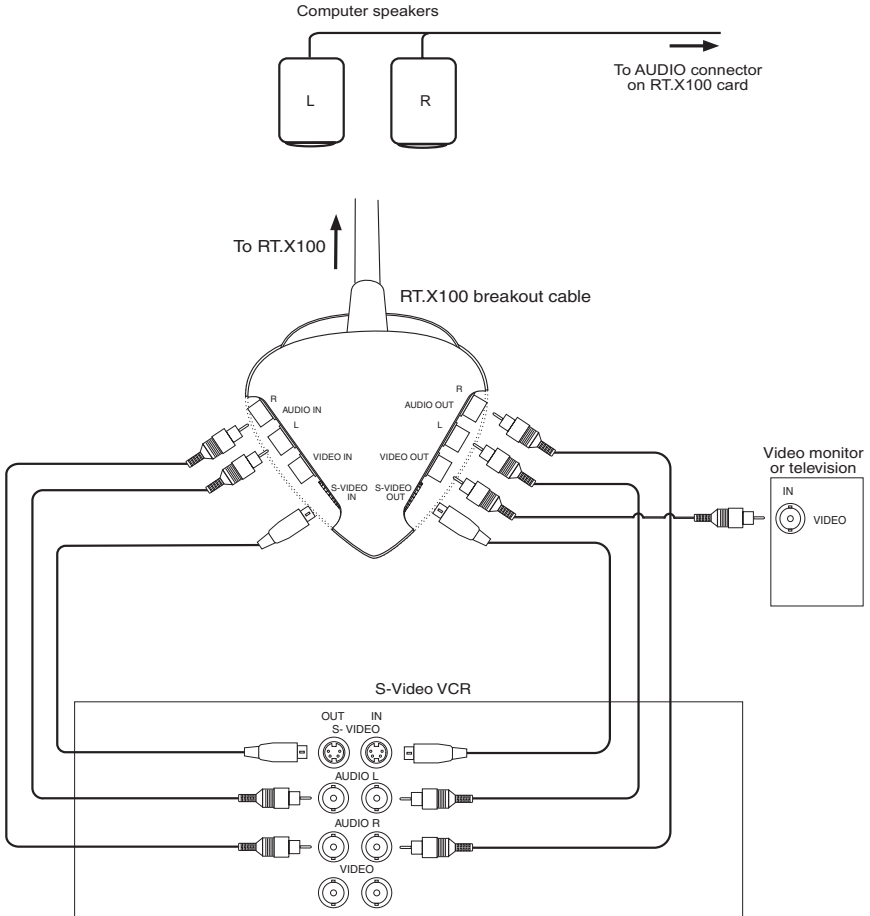 Computer speakers
L
R
To AUDIO connector
on RT.X100 card
To RT.X100
RT.X100 breakout cable
R
AUDIO IN
L
VIDEO IN
S-VIDEO
IN
R
AUDIO OUT
L
VIDEO OUT
S-VIDEO
OUT
Video monitor
or television
IN
VIDEO
S-Video VCR
OUT IN
S- VIDEO
AUDIO L
AUDIO R
VIDEO